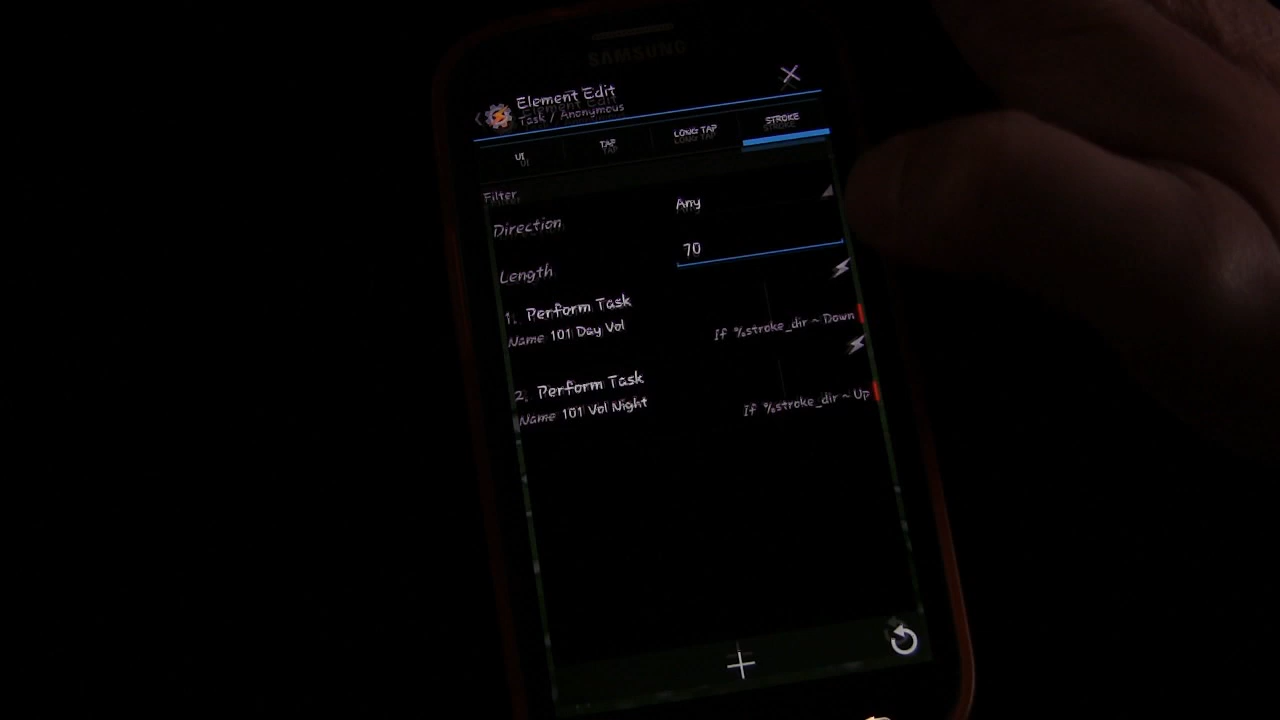 SAMSUNG
Element Edit
Task / Anonymous
UI TAP LONG TAP STROKE
Filter
Direction Any
Length 70
1. Perform Task
Name 101 Day Vol If %stroke_dir ~ Down
2. Perform Task
Name 101 Vol Night If %stroke_dir ~ Up